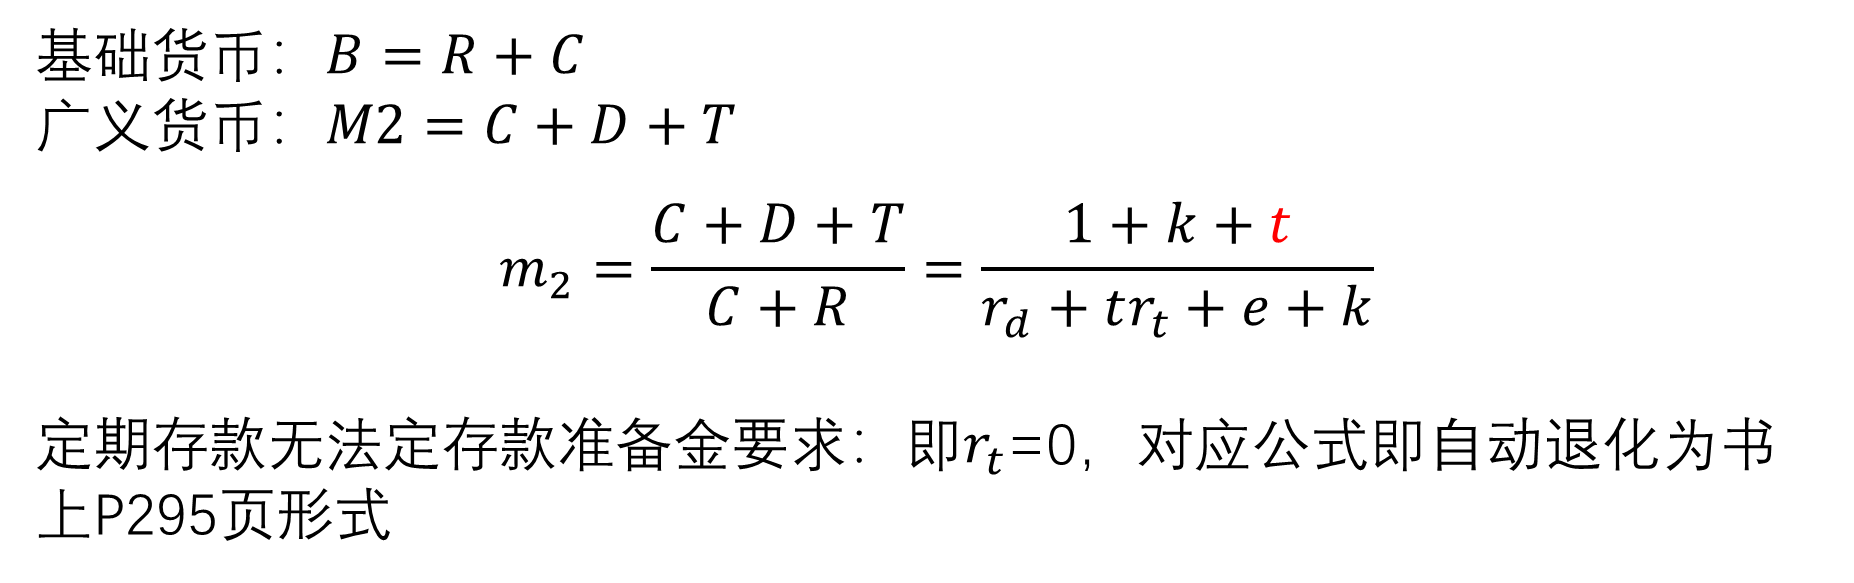 基础货币：B = R + C
广义货币：M2 = C + D + T
m₂ = (C + D + T)/(C + R) = (1 + k + t)/(r_d + tr_t + e + k)
定期存款无法定存款准备金要求：即r_t=0，对应公式即自动退化为书
上P295页形式